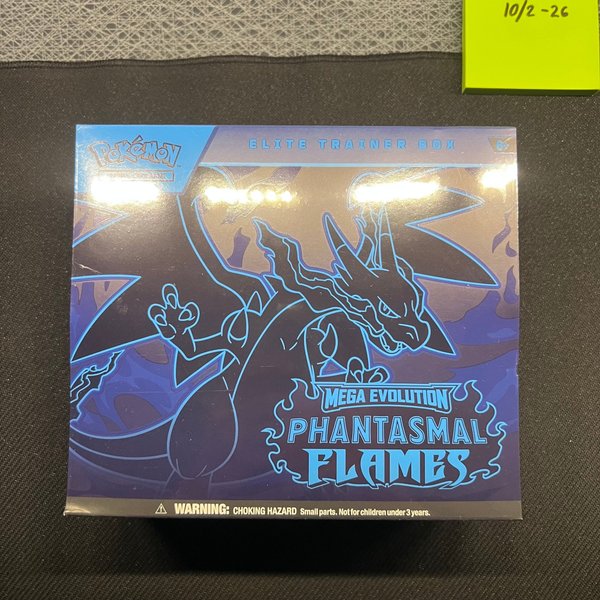 10/2-26
POKÉMON
ELITE TRAINER BOX
MEGA EVOLUTION
PHANTASMAL
FLAMES
WARNING: CHOKING HAZARD Small parts. Not for children under 3 years.